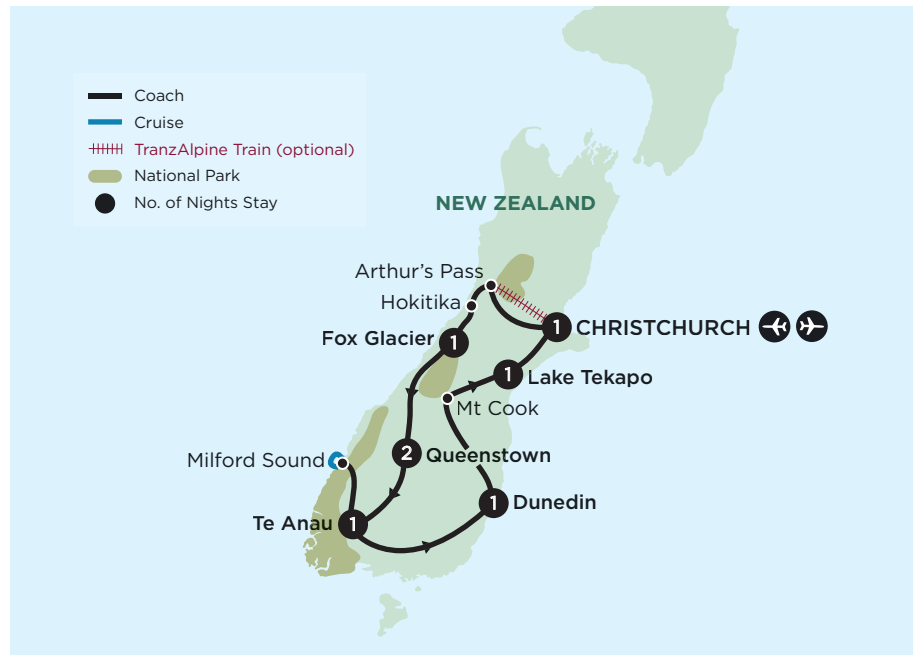 Coach
Cruise
TranzAlpine Train (optional)
National Park
No. of Nights Stay
NEW ZEALAND
Arthur's Pass
Hokitika
1 CHRISTCHURCH
Fox Glacier 1
1 Lake Tekapo
Mt Cook
Milford Sound
2 Queenstown
1 Dunedin
Te Anau 1